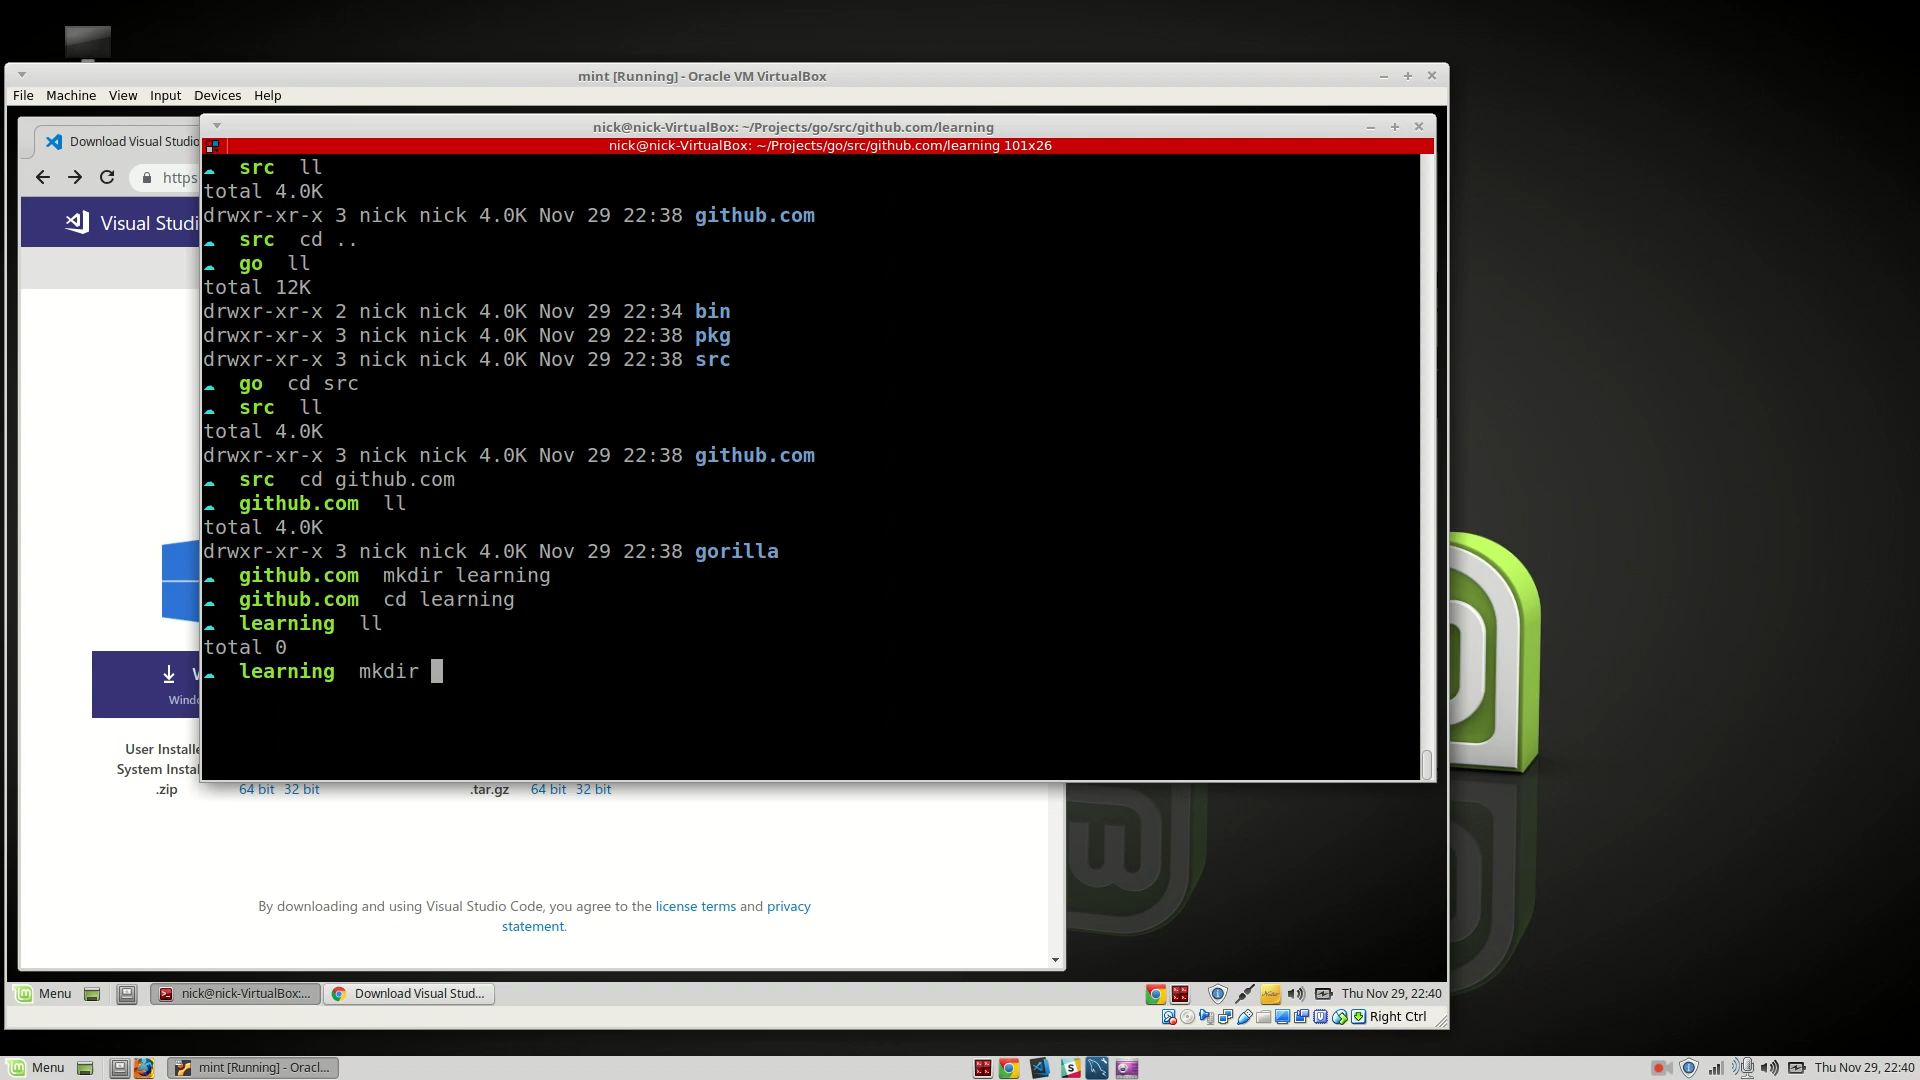 mint [Running] - Oracle VM VirtualBox
File Machine View Input Devices Help
nick@nick-VirtualBox: ~/Projects/go/src/github.com/learning
Download Visual Studio
nick@nick-VirtualBox: ~/Projects/go/src/github.com/learning 101x26
https
Visual Studi
src ll
total 4.0K
drwxr-xr-x 3 nick nick 4.0K Nov 29 22:38 github.com
src cd ..
go ll
total 12K
drwxr-xr-x 2 nick nick 4.0K Nov 29 22:34 bin
drwxr-xr-x 3 nick nick 4.0K Nov 29 22:38 pkg
drwxr-xr-x 3 nick nick 4.0K Nov 29 22:38 src
go cd src
src ll
total 4.0K
drwxr-xr-x 3 nick nick 4.0K Nov 29 22:38 github.com
src cd github.com
github.com ll
total 4.0K
drwxr-xr-x 3 nick nick 4.0K Nov 29 22:38 gorilla
github.com mkdir learning
github.com cd learning
learning ll
total 0
learning mkdir
Windo
User Installe
System Instal
.zip 64 bit 32 bit .tar.gz 64 bit 32 bit
By downloading and using Visual Studio Code, you agree to the license terms and privacy
statement.
Menu nick@nick-VirtualBox:... Download Visual Stud... Thu Nov 29, 22:40
Right Ctrl
Menu mint [Running] - Oracl... Thu Nov 29, 22:40